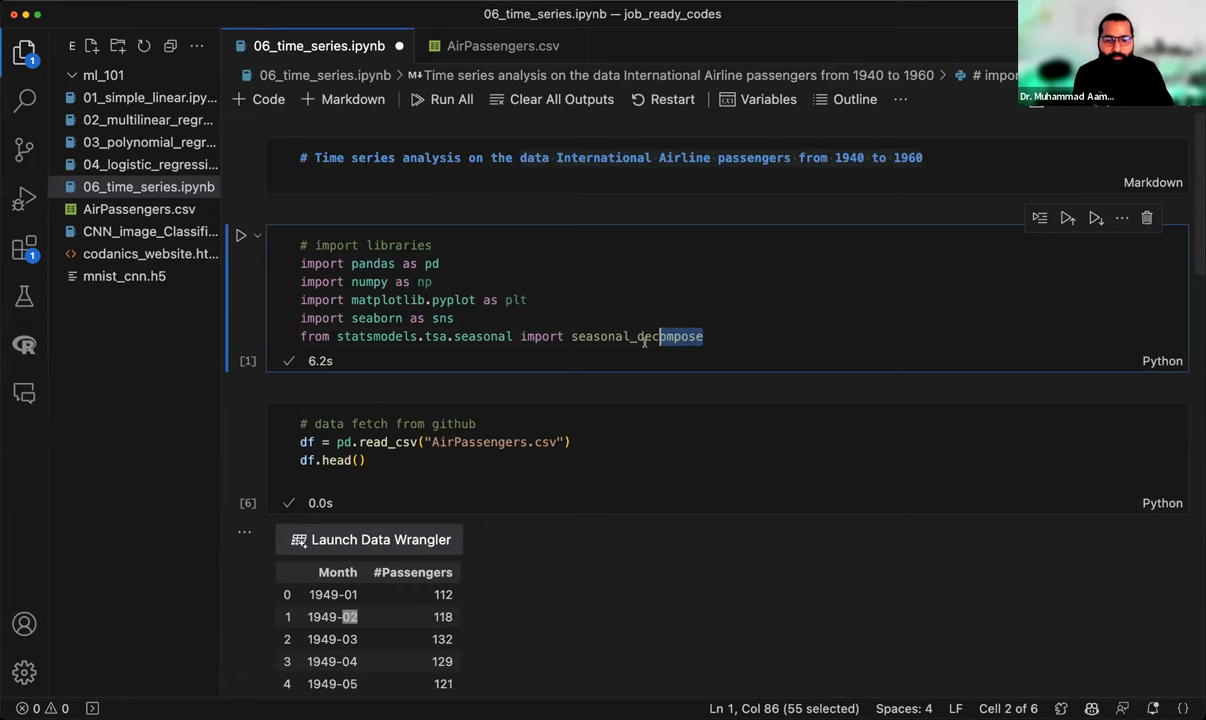 06_time_series.ipynb — job_ready_codes
Dr. Muhammad Aam...
E
1
06_time_series.ipynb
AirPassengers.csv
06_time_series.ipynb > Time series analysis on the data International Airline passengers from 1940 to 1960 > # impor
Code
Markdown
Run All
Clear All Outputs
Restart
Variables
Outline
...
ml_101
01_simple_linear.ipy...
02_multilinear_regr...
03_polynomial_regr...
04_logistic_regressi...
06_time_series.ipynb
AirPassengers.csv
CNN_image_Classifi...
codanics_website.ht...
mnist_cnn.h5
1
# Time series analysis on the data International Airline passengers from 1940 to 1960
Markdown
# import libraries
import pandas as pd
import numpy as np
import matplotlib.pyplot as plt
import seaborn as sns
from statsmodels.tsa.seasonal import seasonal_decompose
[1]
6.2s
Python
# data fetch from github
df = pd.read_csv("AirPassengers.csv")
df.head()
[6]
0.0s
Python
...
Launch Data Wrangler
Month #Passengers
0 1949-01 112
1 1949-02 118
2 1949-03 132
3 1949-04 129
4 1949-05 121
0 0
Ln 1, Col 86 (55 selected)
Spaces: 4
LF
Cell 2 of 6